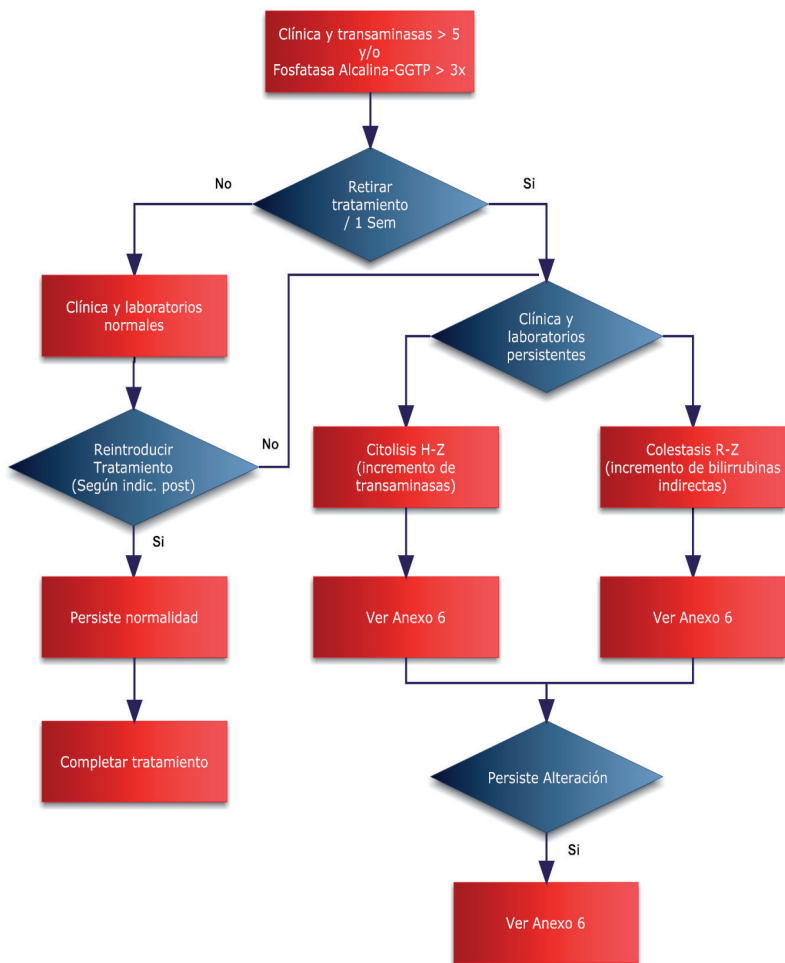 Clínica y transaminasas > 5
y/o
Fosfatasa Alcalina-GGTP > 3x
No
Retirar
tratamiento
/ 1 Sem
Si
Clínica y laboratorios
normales
Clínica y
laboratorios
persistentes
Reintroducir
Tratamiento
(Según indic. post)
No
Citolisis H-Z
(incremento de
transaminasas)
Colestasis R-Z
(incremento de bilirrubinas
indirectas)
Si
Persiste normalidad
Ver Anexo 6
Ver Anexo 6
Completar tratamiento
Persiste Alteración
Si
Ver Anexo 6